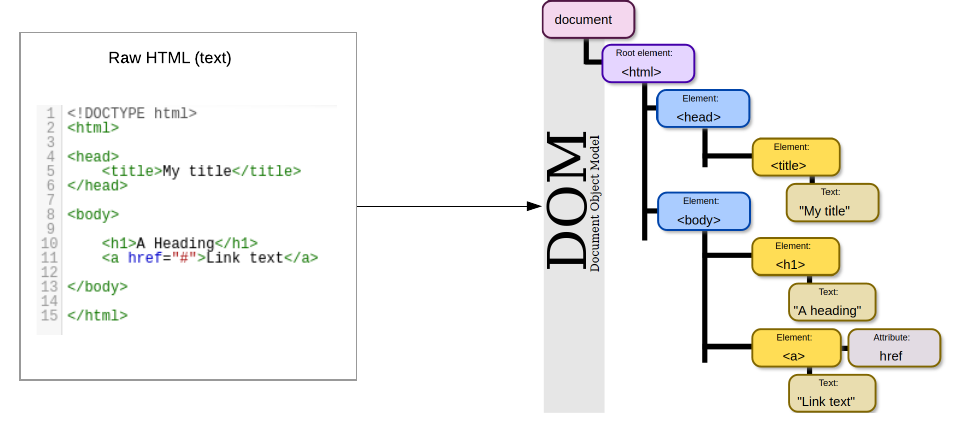 Raw HTML (text)
1 <!DOCTYPE html>
2 <html>
3
4 <head>
5     <title>My title</title>
6 </head>
7
8 <body>
9
10     <h1>A Heading</h1>
11     <a href="#">Link text</a>
12
13 </body>
14
15 </html>
DOM
Document Object Model
document
Root element:
<html>
Element:
<head>
Element:
<title>
Text:
"My title"
Element:
<body>
Element:
<h1>
Text:
"A heading"
Element:
<a>
Attribute:
href
Text:
"Link text"